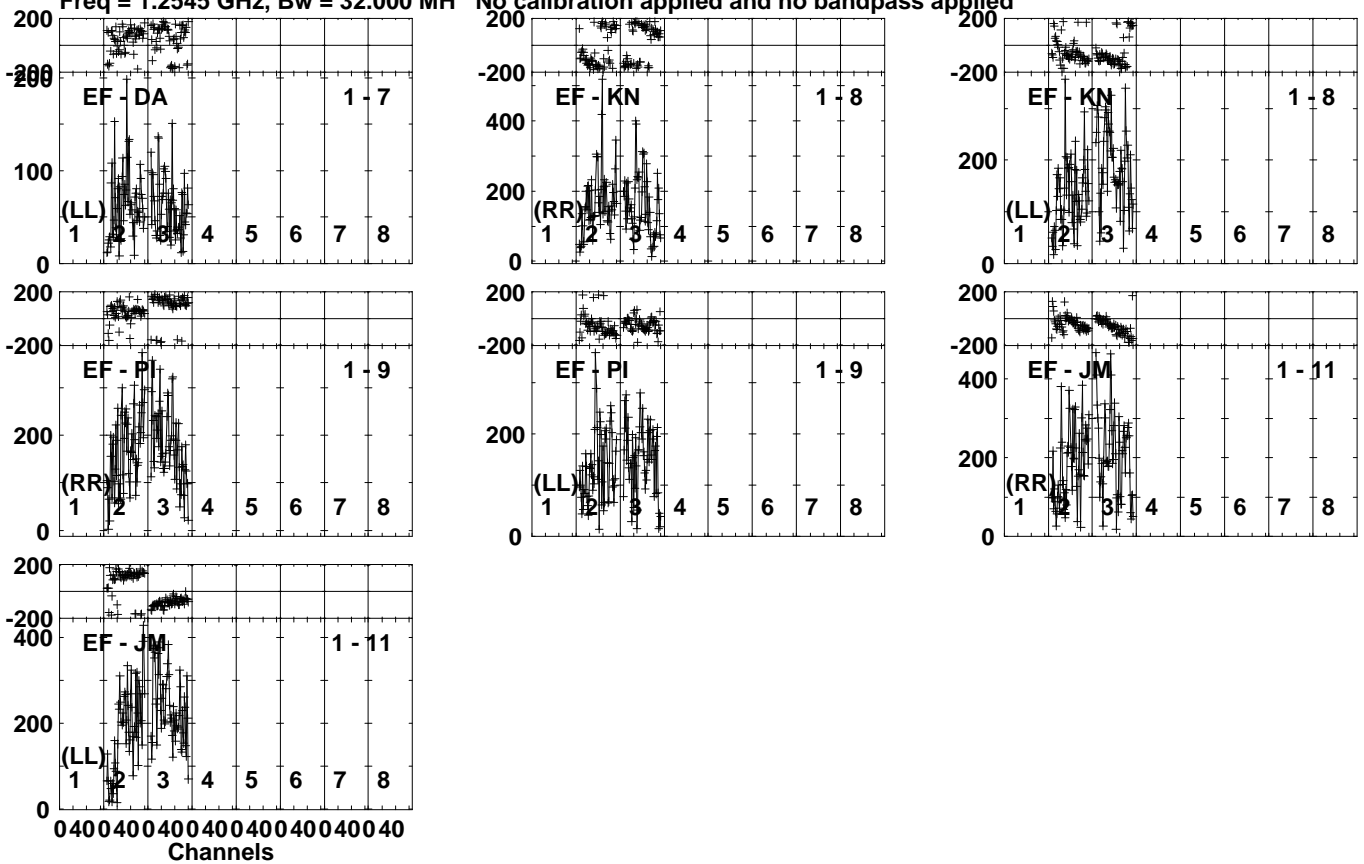 Freq = 1.2545 GHz, Bw = 32.000 MH No calibration applied and no bandpass applied
200
-200
200
100
0
EF - DA 1 - 7
(LL)
1 2 3 4 5 6 7 8
200
-200
400
200
0
EF - KN 1 - 8
(RR)
1 2 3 4 5 6 7 8
200
-200
200
0
EF - KN 1 - 8
(LL)
1 2 3 4 5 6 7 8
200
-200
200
0
EF - PI 1 - 9
(RR)
1 2 3 4 5 6 7 8
200
-200
200
0
EF - PI 1 - 9
(LL)
1 2 3 4 5 6 7 8
200
-200
400
200
0
EF - JM 1 - 11
(RR)
1 2 3 4 5 6 7 8
200
-200
400
200
0
EF - JM 1 - 11
(LL)
1 2 3 4 5 6 7 8
0 40 0 40 0 40 0 40 0 40 0 40 0 40 0 40
Channels